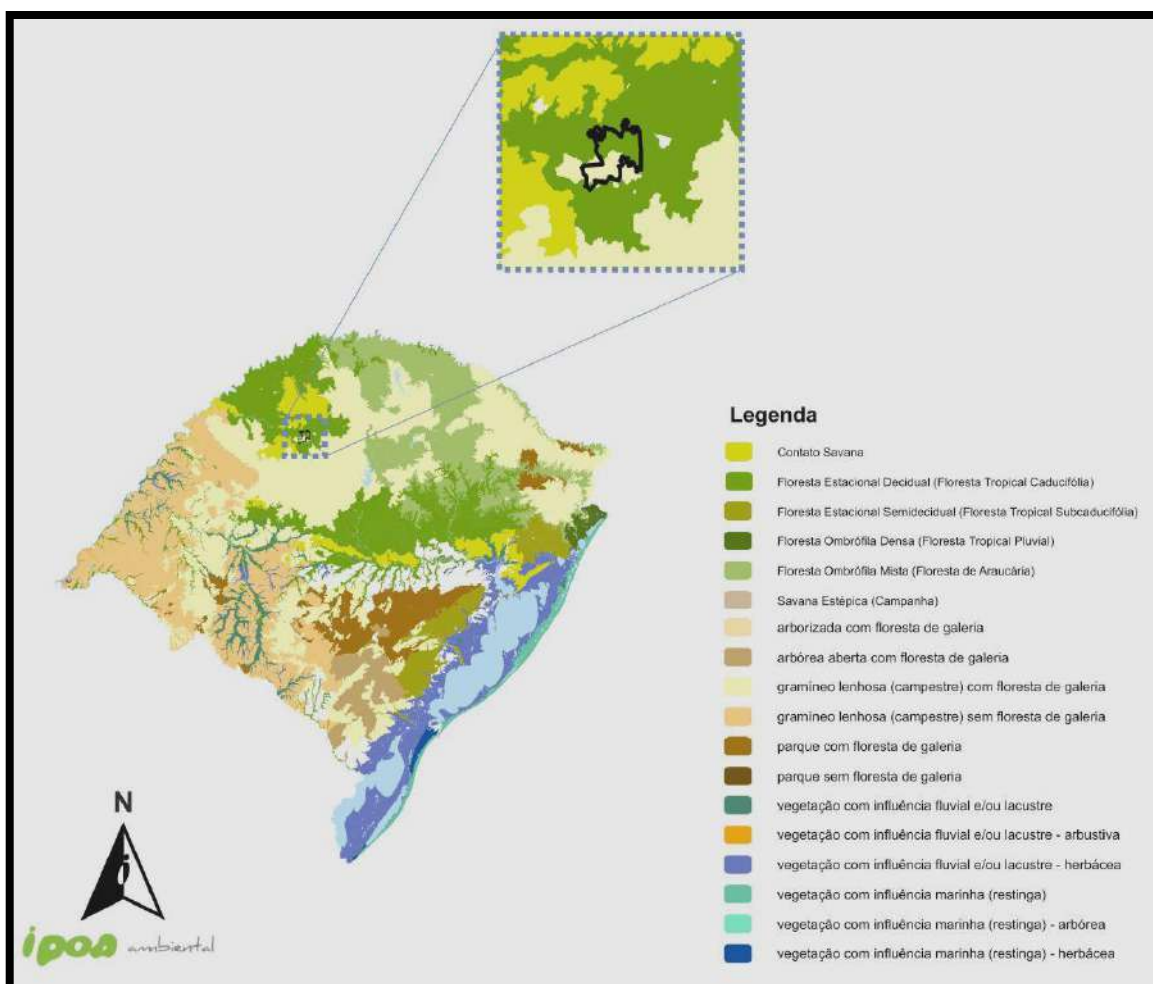 Legenda
Contato Savana
Floresta Estacional Decidual (Floresta Tropical Caducifólia)
Floresta Estacional Semidecidual (Floresta Tropical Subcaducifólia)
Floresta Ombrófila Densa (Floresta Tropical Pluvial)
Floresta Ombrófila Mista (Floresta de Araucária)
Savana Estépica (Campanha)
arborizada com floresta de galeria
arbórea aberta com floresta de galeria
gramíneo lenhosa (campestre) com floresta de galeria
gramíneo lenhosa (campestre) sem floresta de galeria
parque com floresta de galeria
parque sem floresta de galeria
vegetação com influência fluvial e/ou lacustre
vegetação com influência fluvial e/ou lacustre - arbustiva
vegetação com influência fluvial e/ou lacustre - herbácea
vegetação com influência marinha (restinga)
vegetação com influência marinha (restinga) - arbórea
vegetação com influência marinha (restinga) - herbácea
N
ipoa ambiental